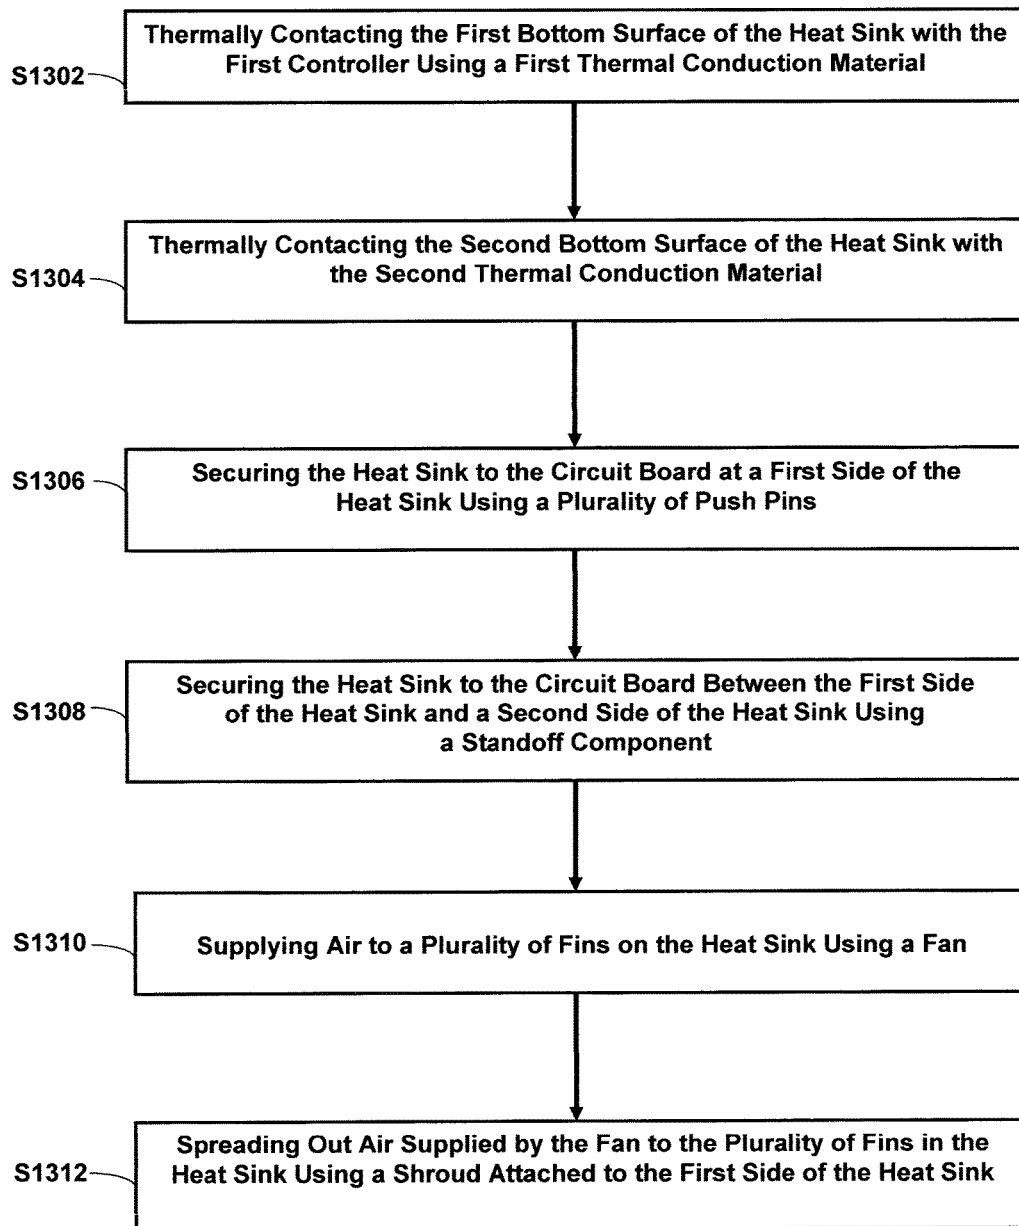 Thermally Contacting the First Bottom Surface of the Heat Sink with the
First Controller Using a First Thermal Conduction Material
S1302
Thermally Contacting the Second Bottom Surface of the Heat Sink with
the Second Thermal Conduction Material
S1304
Securing the Heat Sink to the Circuit Board at a First Side of the
Heat Sink Using a Plurality of Push Pins
S1306
Securing the Heat Sink to the Circuit Board Between the First Side
of the Heat Sink and a Second Side of the Heat Sink Using
a Standoff Component
S1308
Supplying Air to a Plurality of Fins on the Heat Sink Using a Fan
S1310
Spreading Out Air Supplied by the Fan to the Plurality of Fins in the
Heat Sink Using a Shroud Attached to the First Side of the Heat Sink
S1312